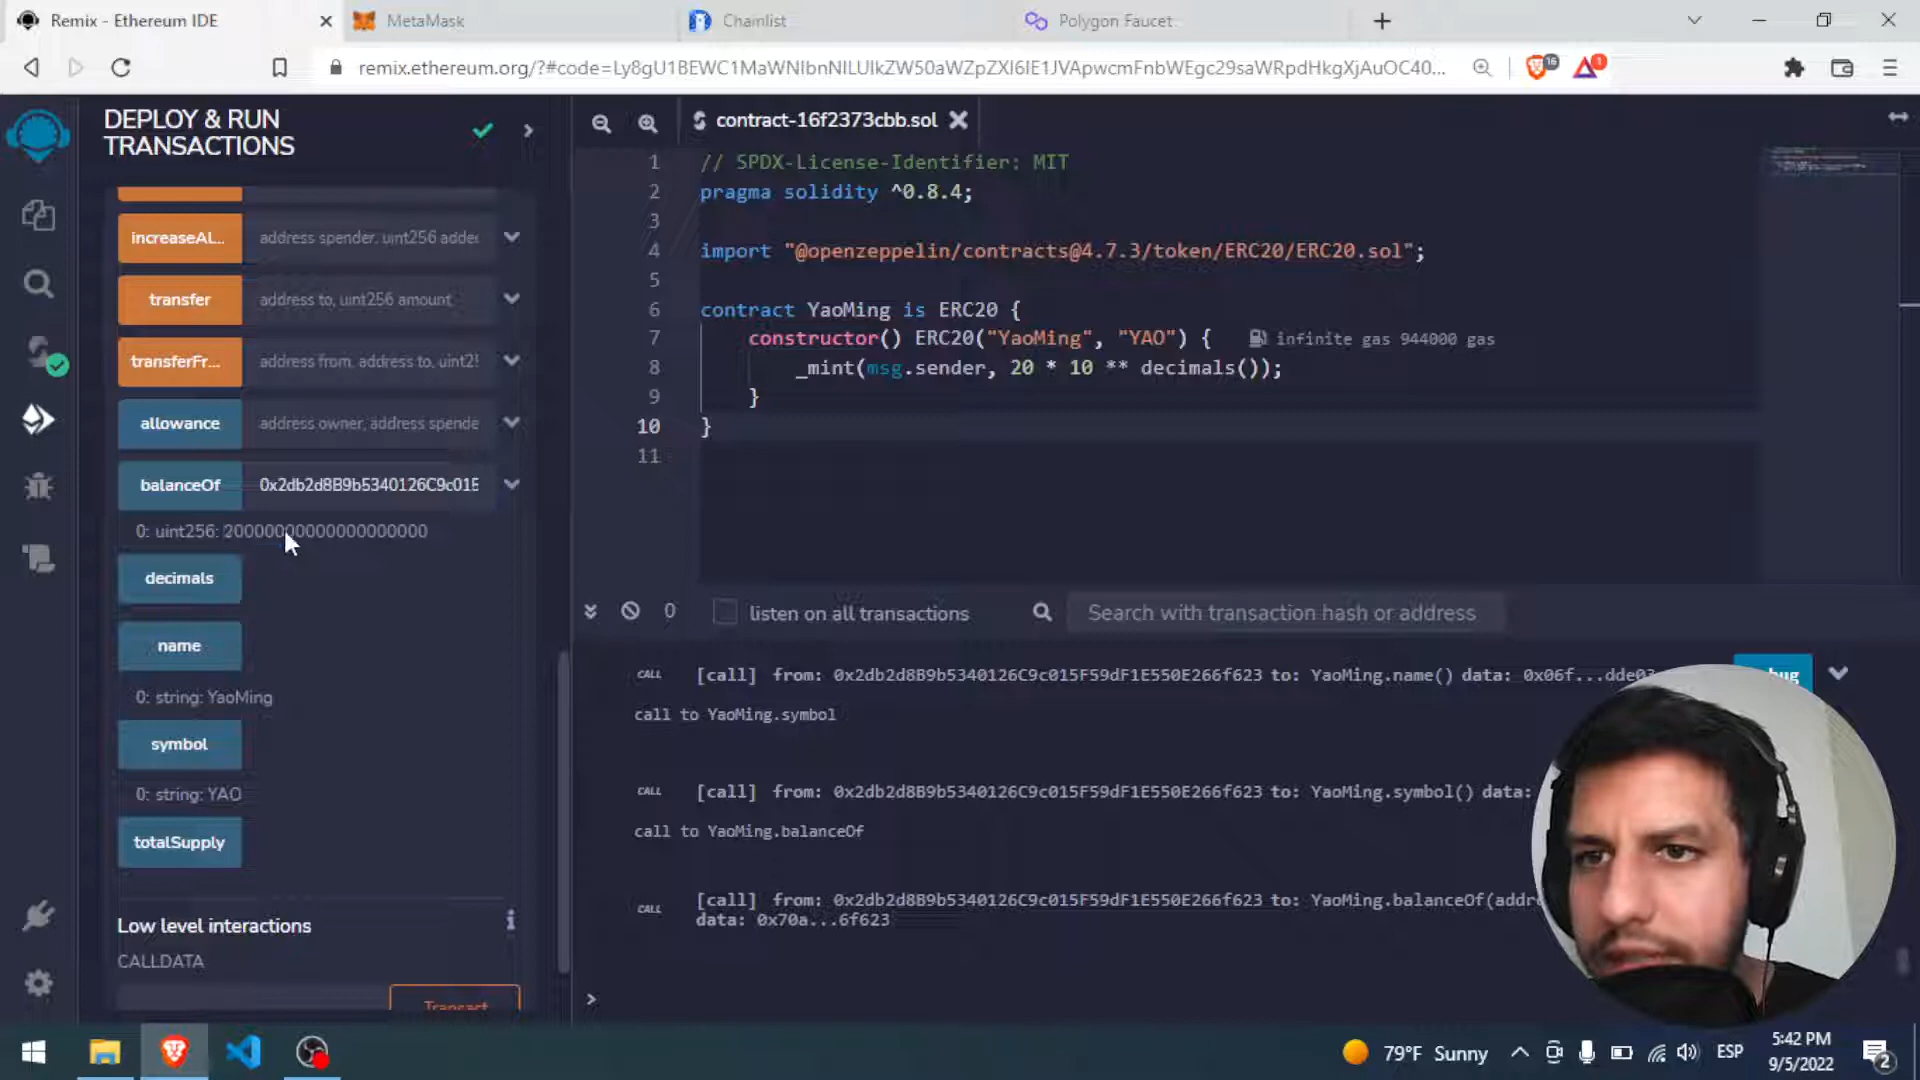 Remix - Ethereum IDE
MetaMask
Chainlist
Polygon Faucet
remix.ethereum.org/?#code=Ly8gU1BEWC1MaWNlbnNlLUlkZW50aWZpZXI6IE1JVApwcmFnbWEgc29saWRpdHkgXjAuOC40...
16
1
DEPLOY & RUN
TRANSACTIONS
increaseAL...
address spender, uint256 addec
transfer
address to, uint256 amount
transferFr...
address from, address to, uint2!
allowance
address owner, address spende
balanceOf
0x2db2d8B9b5340126C9c015
0: uint256: 20000000000000000000
decimals
name
0: string: YaoMing
symbol
0: string: YAO
totalSupply
Low level interactions
i
CALLDATA
Transact
contract-16f2373cbb.sol
1 // SPDX-License-Identifier: MIT
2 pragma solidity ^0.8.4;
3
4 import "@openzeppelin/contracts@4.7.3/token/ERC20/ERC20.sol";
5
6 contract YaoMing is ERC20 {
7 constructor() ERC20("YaoMing", "YAO") { infinite gas 944000 gas
8 _mint(msg.sender, 20 * 10 ** decimals());
9 }
10 }
11
0
listen on all transactions
Search with transaction hash or address
CALL [call] from: 0x2db2d8B9b5340126C9c015F59dF1E550E266f623 to: YaoMing.name() data: 0x06f...dde03
bug
call to YaoMing.symbol
CALL [call] from: 0x2db2d8B9b5340126C9c015F59dF1E550E266f623 to: YaoMing.symbol() data:
call to YaoMing.balanceOf
CALL [call] from: 0x2db2d8B9b5340126C9c015F59dF1E550E266f623 to: YaoMing.balanceOf(addre
data: 0x70a...6f623
>
79°F Sunny
ESP
5:42 PM
9/5/2022
2